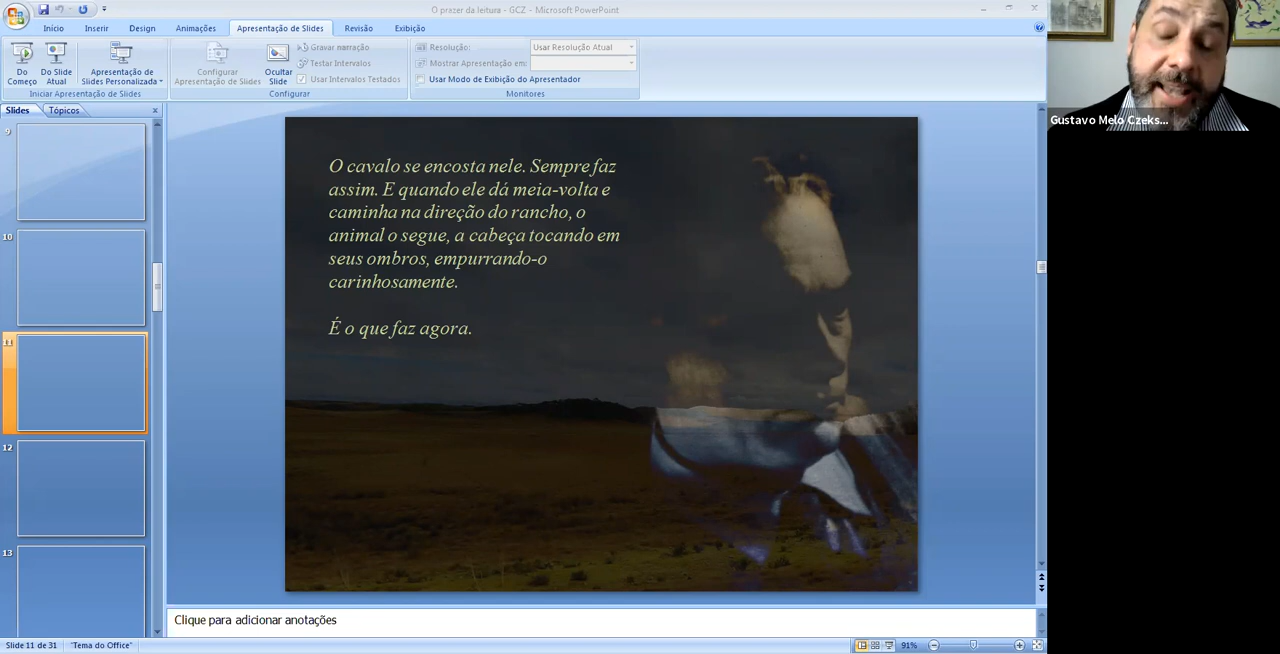 O prazer da leitura - GCZ - Microsoft PowerPoint
Início Inserir Design Animações Apresentação de Slides Revisão Exibição
Do Começo
Do Slide Atual
Apresentação de Slides Personalizada
Iniciar Apresentação de Slides
Configurar Apresentação de Slides
Ocultar Slide
Gravar narração
Testar Intervalos
Usar Intervalos Testados
Configurar
Resolução: Usar Resolução Atual
Mostrar Apresentação em:
Usar Modo de Exibição do Apresentador
Monitores
Slides Tópicos
9
10
11
12
13
O cavalo se encosta nele. Sempre faz
assim. E quando ele dá meia-volta e
caminha na direção do rancho, o
animal o segue, a cabeça tocando em
seus ombros, empurrando-o
carinhosamente.
É o que faz agora.
Gustavo Melo Czeks...
Clique para adicionar anotações
Slide 11 de 31 "Tema do Office" 91%